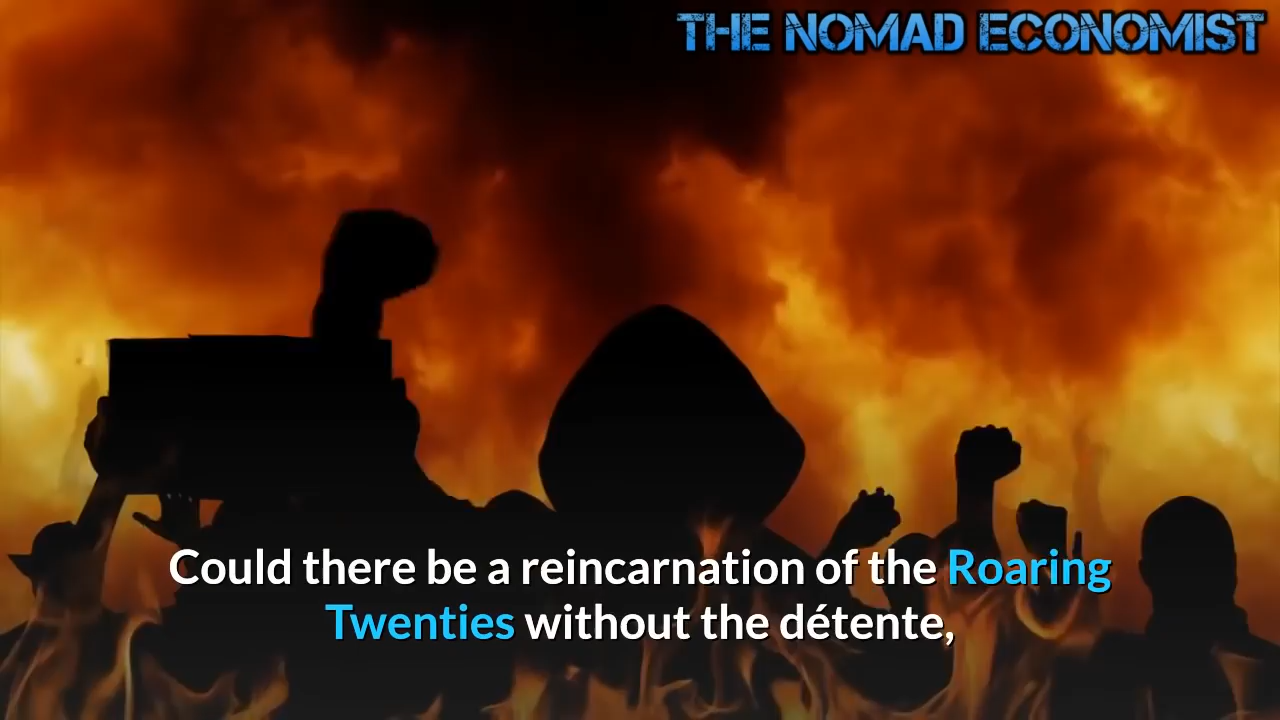 THE NOMAD ECONOMIST
Could there be a reincarnation of the Roaring
Twenties without the détente,